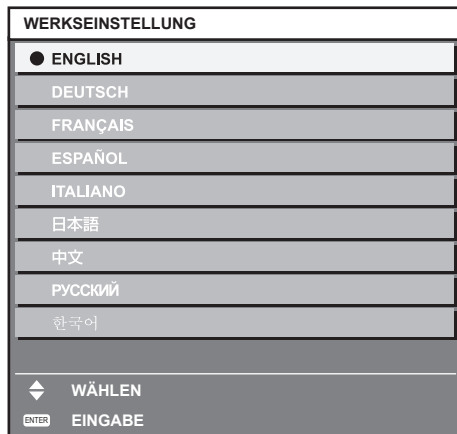 WERKSEINSTELLUNG
ENGLISH
DEUTSCH
FRANÇAIS
ESPAÑOL
ITALIANO
日本語
中文
РУССКИЙ
한국어
WÄHLEN
ENTER EINGABE